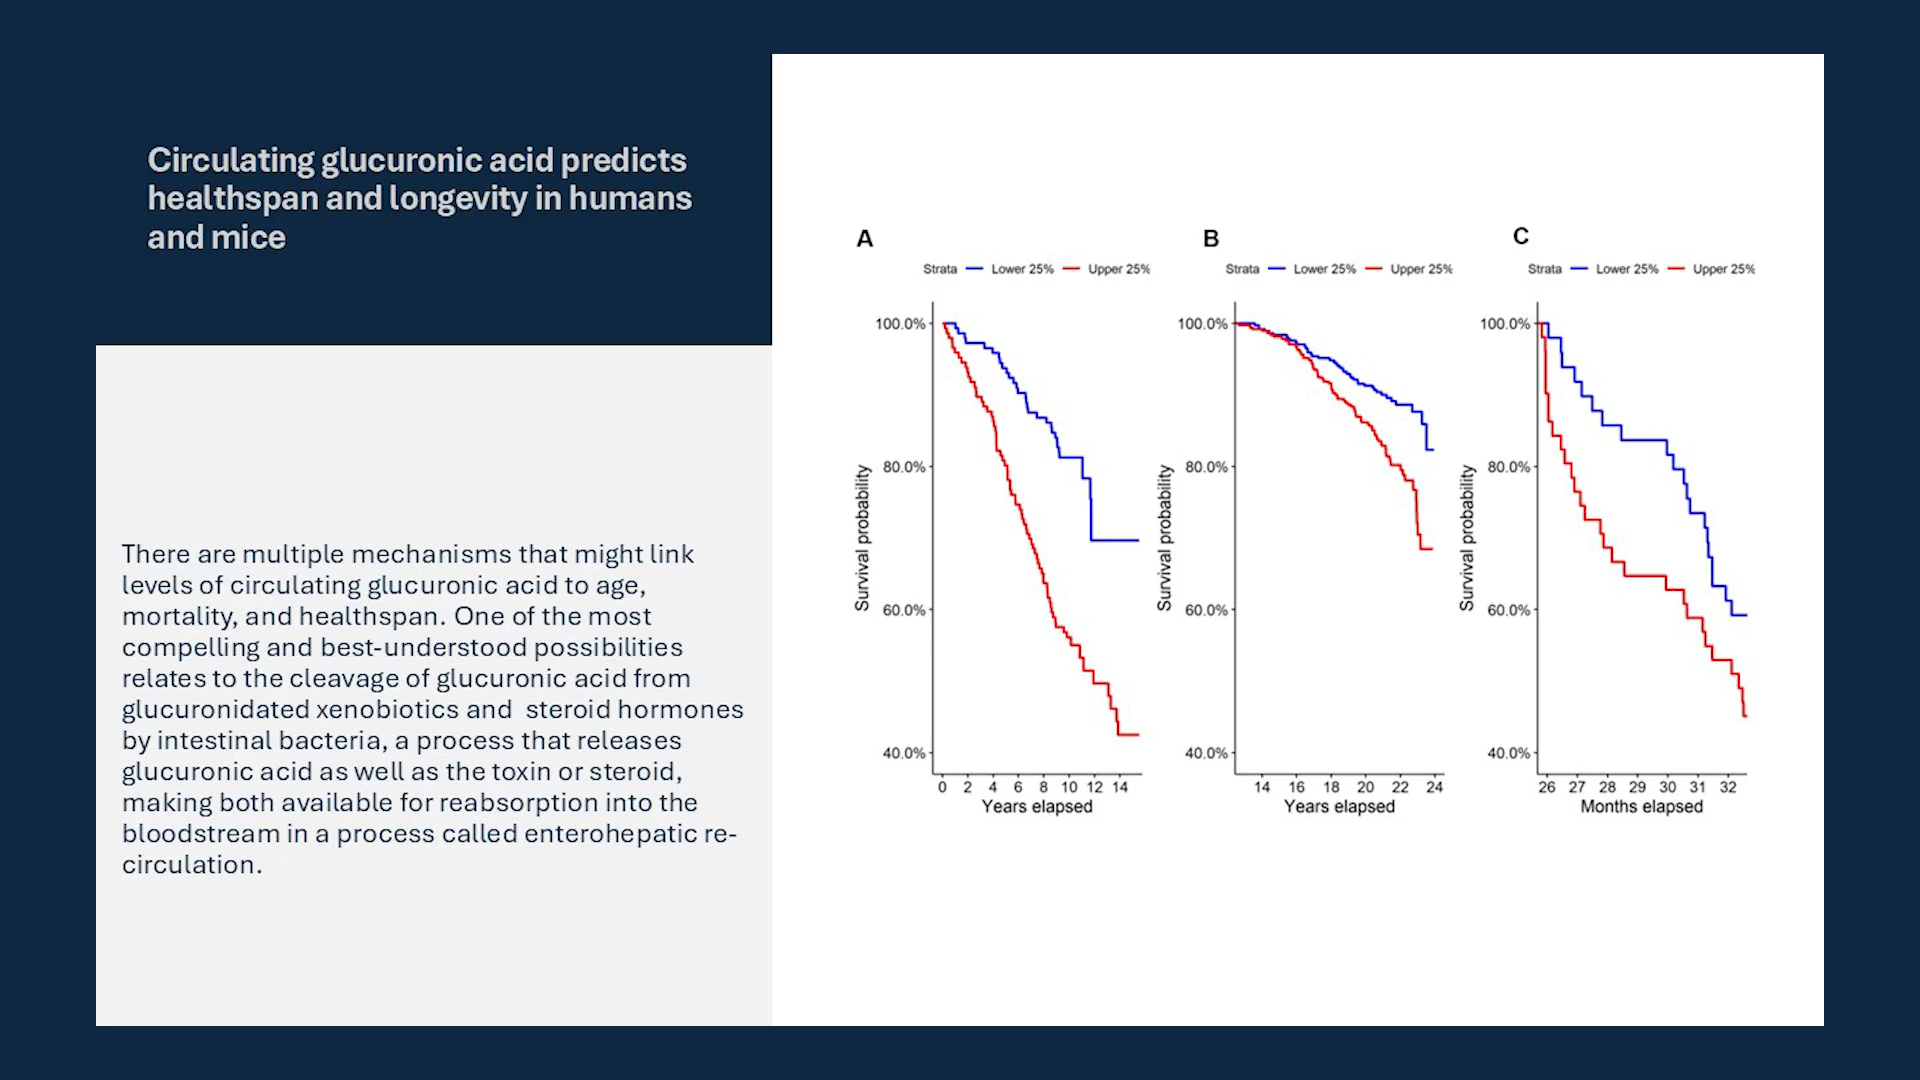 Circulating glucuronic acid predicts
healthspan and longevity in humans
and mice
There are multiple mechanisms that might link
levels of circulating glucuronic acid to age,
mortality, and healthspan. One of the most
compelling and best-understood possibilities
relates to the cleavage of glucuronic acid from
glucuronidated xenobiotics and  steroid hormones
by intestinal bacteria, a process that releases
glucuronic acid as well as the toxin or steroid,
making both available for reabsorption into the
bloodstream in a process called enterohepatic re-
circulation.
A
Strata Lower 25% Upper 25%
100.0%
80.0%
60.0%
40.0%
Survival probability
0 2 4 6 8 10 12 14
Years elapsed
B
Strata Lower 25% Upper 25%
100.0%
80.0%
60.0%
40.0%
Survival probability
14 16 18 20 22 24
Years elapsed
C
Strata Lower 25% Upper 25%
100.0%
80.0%
60.0%
40.0%
Survival probability
26 27 28 29 30 31 32
Months elapsed